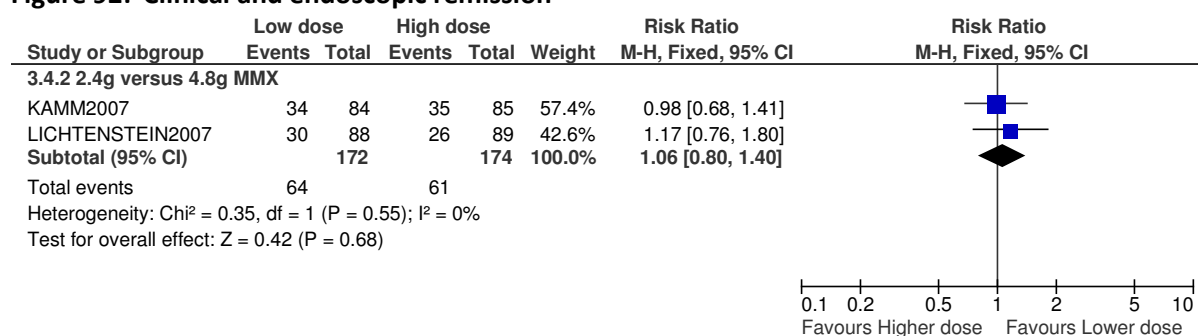 Figure 92: Clinical and endoscopic remission
Low dose High dose Risk Ratio Risk Ratio
Study or Subgroup Events Total Events Total Weight M-H, Fixed, 95% CI M-H, Fixed, 95% CI
3.4.2 2.4g versus 4.8g MMX
KAMM2007 34 84 35 85 57.4% 0.98 [0.68, 1.41]
LICHTENSTEIN2007 30 88 26 89 42.6% 1.17 [0.76, 1.80]
Subtotal (95% CI) 172 174 100.0% 1.06 [0.80, 1.40]
Total events 64 61
Heterogeneity: Chi² = 0.35, df = 1 (P = 0.55); I² = 0%
Test for overall effect: Z = 0.42 (P = 0.68)
0.1 0.2 0.5 1 2 5 10
Favours Higher dose Favours Lower dose